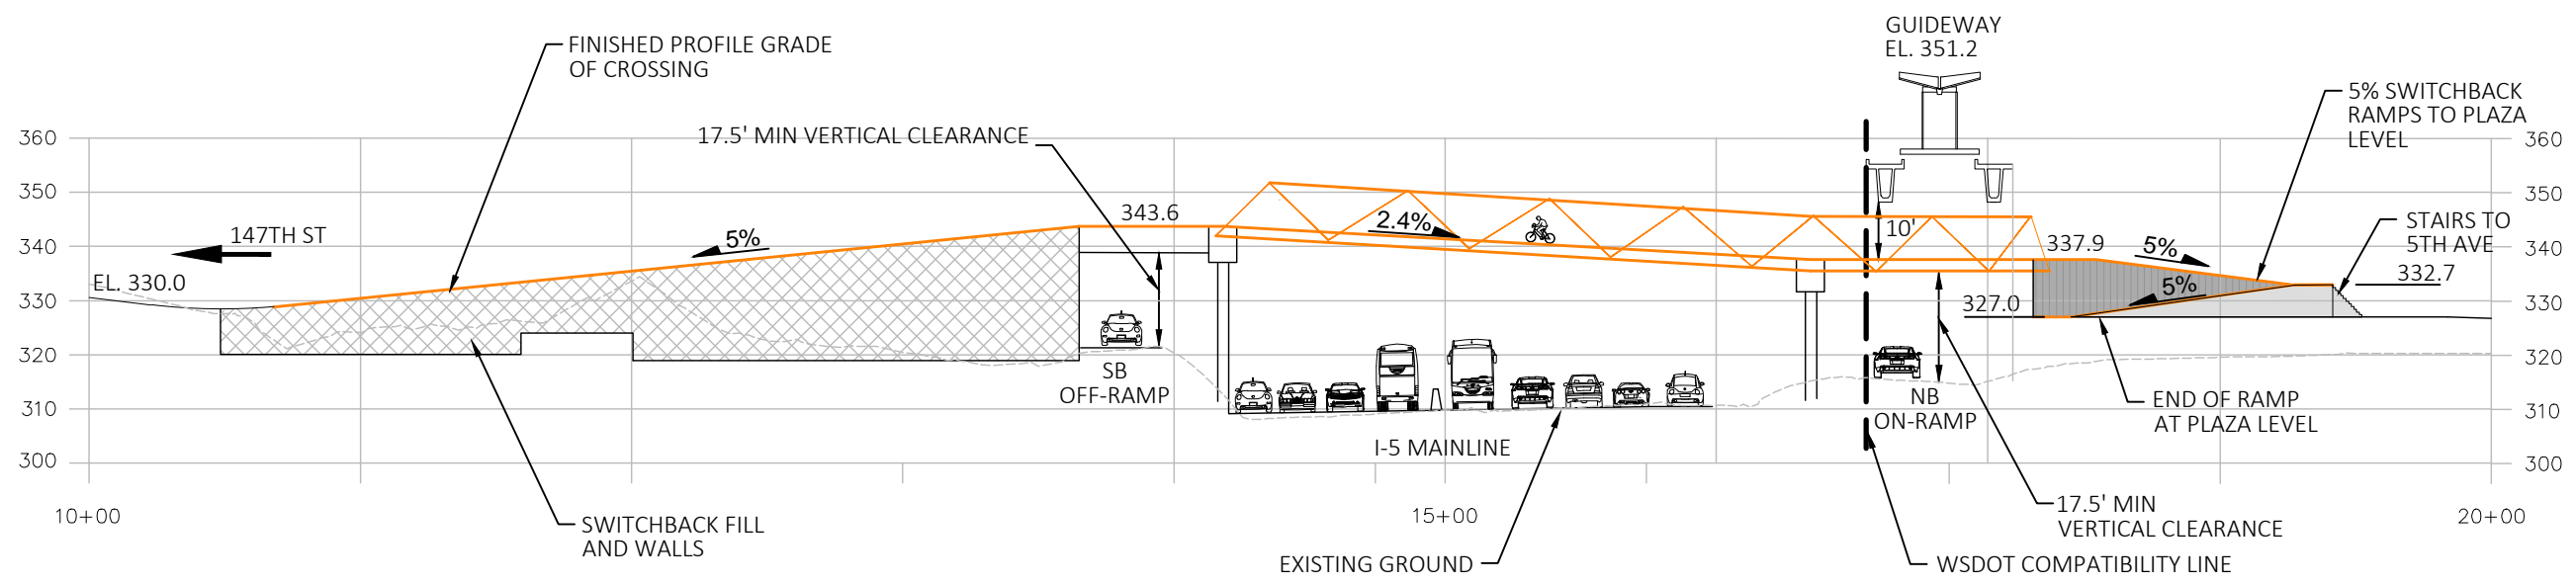 GUIDEWAY
EL. 351.2
FINISHED PROFILE GRADE
OF CROSSING
5% SWITCHBACK
RAMPS TO PLAZA
LEVEL
17.5' MIN VERTICAL CLEARANCE
360
360
350
350
343.6
2.4%
10'
STAIRS TO
5TH AVE
147TH ST
5%
340
337.9
5%
340
332.7
EL. 330.0
5%
330
327.0
330
320
320
SB
OFF-RAMP
NB
ON-RAMP
END OF RAMP
AT PLAZA LEVEL
310
310
I-5 MAINLINE
300
300
10+00
15+00
20+00
17.5' MIN
VERTICAL CLEARANCE
SWITCHBACK FILL
AND WALLS
EXISTING GROUND
WSDOT COMPATIBILITY LINE